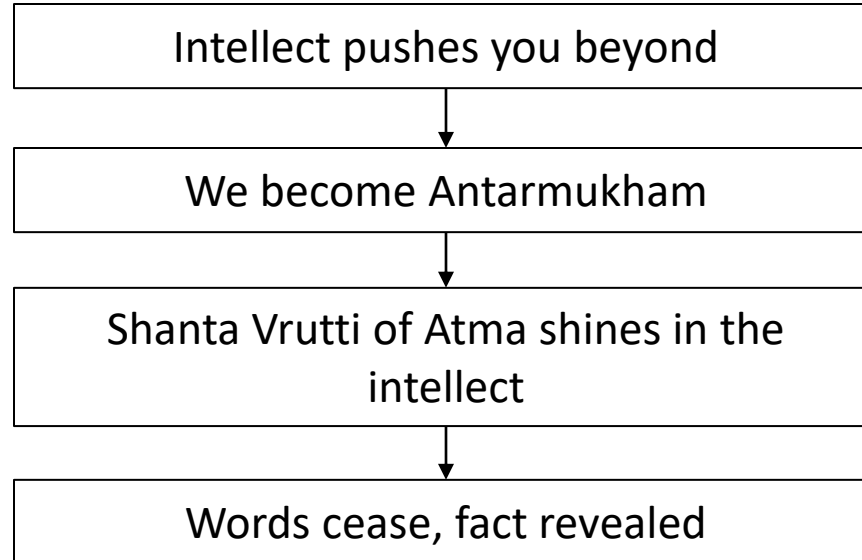 Intellect pushes you beyond
We become Antarmukham
Shanta Vrutti of Atma shines in the
intellect
Words cease, fact revealed